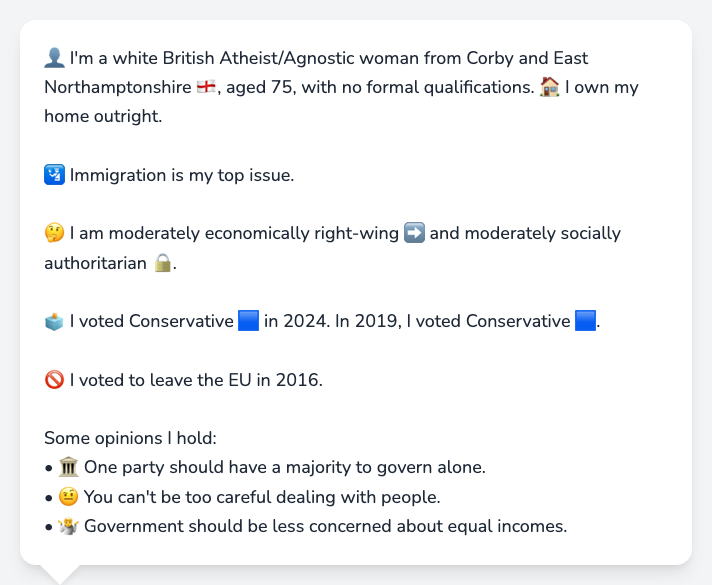 👤 I'm a white British Atheist/Agnostic woman from Corby and East
Northamptonshire 🏴󠁧󠁢󠁥󠁮󠁧󠁿, aged 75, with no formal qualifications. 🏠 I own my
home outright.
🛂 Immigration is my top issue.
🤔 I am moderately economically right-wing ➡️ and moderately socially
authoritarian 🔒.
🗳️ I voted Conservative 🟦 in 2024. In 2019, I voted Conservative 🟦.
🚫 I voted to leave the EU in 2016.
Some opinions I hold:
• 🏛️ One party should have a majority to govern alone.
• 🤨 You can't be too careful dealing with people.
• 🤷 Government should be less concerned about equal incomes.